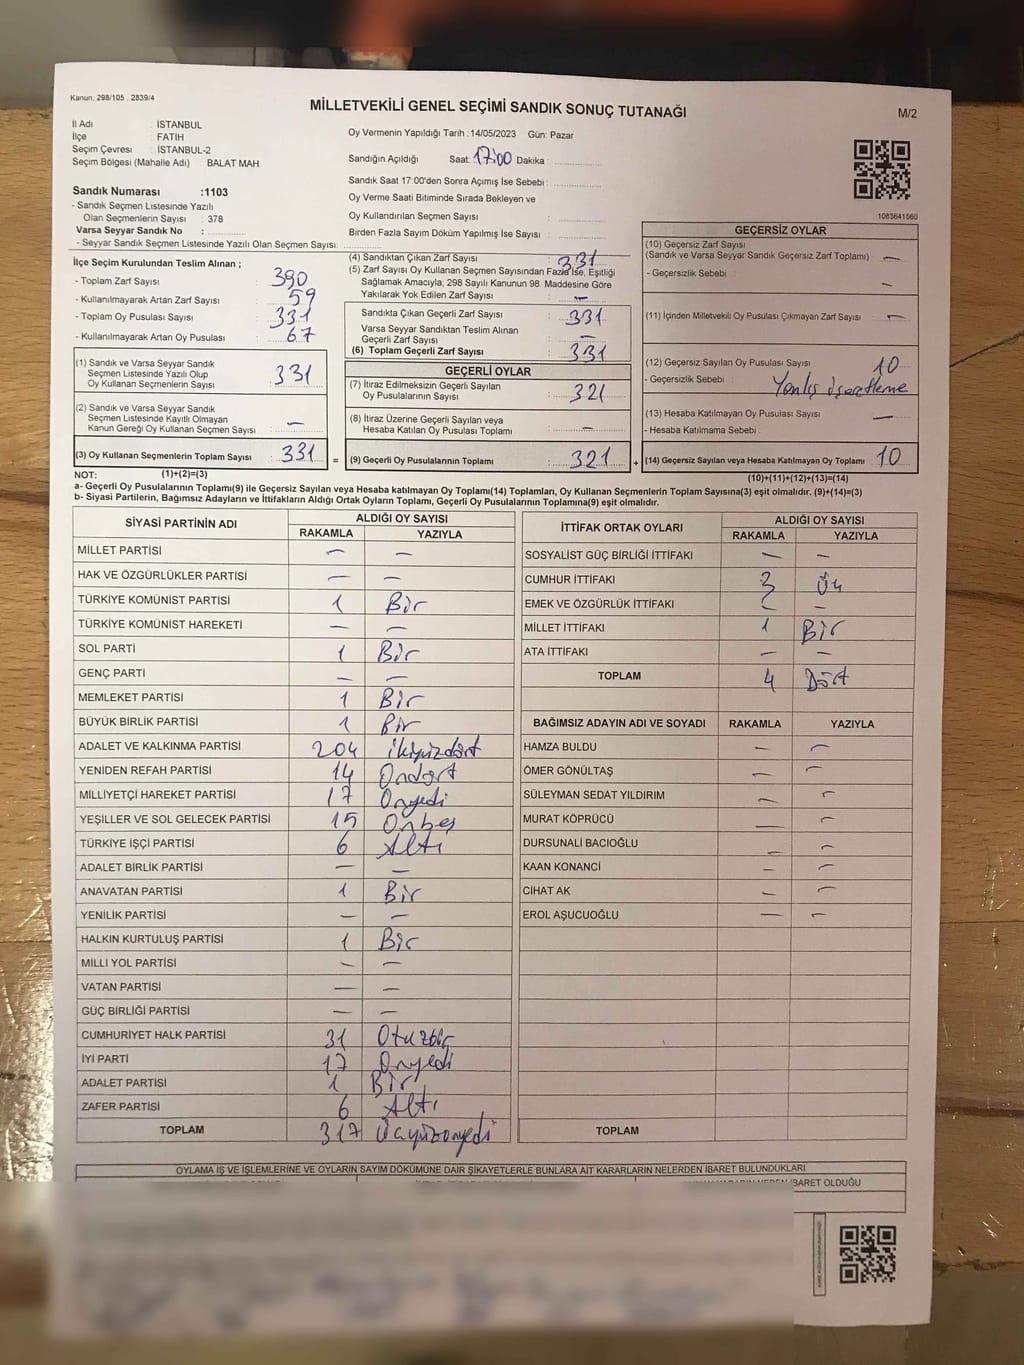 Kanun: 298/105 , 2839/4
MİLLETVEKİLİ GENEL SEÇİMİ SANDIK SONUÇ TUTANAĞI
M/2
İl Adı : İSTANBUL
İlçe : FATİH
Seçim Çevresi : İSTANBUL-2
Seçim Bölgesi (Mahalle Adı) : BALAT MAH.
Sandık Numarası :1103
- Sandık Seçmen Listesinde Yazılı
Olan Seçmenlerin Sayısı : 378
Varsa Seyyar Sandık No :
- Seyyar Sandık Seçmen Listesinde Yazılı Olan Seçmen Sayısı:
Oy Vermenin Yapıldığı Tarih :14/05/2023 Gün: Pazar
Sandığın Açıldığı Saat: 17:00 Dakika :
Sandık Saat 17:00'den Sonra Açımış İse Sebebi :
Oy Verme Saati Bitiminde Sırada Bekleyen ve
Oy Kullandırılan Seçmen Sayısı :
Birden Fazla Sayım Döküm Yapılmış İse Sayısı :
1083641560
İlçe Seçim Kurulundan Teslim Alınan ;
- Toplam Zarf Sayısı : 390
- Kullanılmayarak Artan Zarf Sayısı : 59
- Toplam Oy Pusulası Sayısı : 331
- Kullanılmayarak Artan Oy Pusulası : 67
(1) Sandık ve Varsa Seyyar Sandık
Seçmen Listesinde Yazılı Olup
Oy Kullanan Seçmenlerin Sayısı : 331
(2) Sandık ve Varsa Seyyar Sandık
Seçmen Listesinde Kayıtlı Olmayan
Kanun Gereği Oy Kullanan Seçmen Sayısı : —
(3) Oy Kullanan Seçmenlerin Toplam Sayısı : 331 =
(4) Sandıktan Çıkan Zarf Sayısı : 331
(5) Zarf Sayısı Oy Kullanan Seçmen Sayısından Fazla İse, Eşitliği
Sağlamak Amacıyla; 298 Sayılı Kanunun 98. Maddesine Göre
Yakılarak Yok Edilen Zarf Sayısı : —
Sandıkta Çıkan Geçerli Zarf Sayısı : 331
Varsa Seyyar Sandıktan Teslim Alınan
Geçerli Zarf Sayısı : —
(6) Toplam Geçerli Zarf Sayısı : 331
GEÇERLİ OYLAR
(7) İtiraz Edilmeksizin Geçerli Sayılan
Oy Pusulalarının Sayısı : 321
(8) İtiraz Üzerine Geçerli Sayılan veya
Hesaba Katılan Oy Pusulası Toplamı : —
(9) Geçerli Oy Pusulalarının Toplamı : 321 +
GEÇERSİZ OYLAR
(10) Geçersiz Zarf Sayısı
(Sandık ve Varsa Seyyar Sandık Geçersiz Zarf Toplamı) : —
- Geçersizlik Sebebi : —
(11) İçinden Milletvekili Oy Pusulası Çıkmayan Zarf Sayısı : —
(12) Geçersiz Sayılan Oy Pusulası Sayısı : 10
- Geçersizlik Sebebi : Yanlış işaretleme
(13) Hesaba Katılmayan Oy Pusulası Sayısı : —
- Hesaba Katılmama Sebebi :
(14) Geçersiz Sayılan veya Hesaba Katılmayan Oy Toplamı : 10
NOT: (1)+(2)=(3) (10)+(11)+(12)+(13)=(14)
a- Geçerli Oy Pusulalarının Toplamı(9) ile Geçersiz Sayılan veya Hesaba katılmayan Oy Toplamı(14) Toplamları, Oy Kullanan Seçmenlerin Toplam Sayısına(3) eşit olmalıdır. (9)+(14)=(3)
b- Siyasi Partilerin, Bağımsız Adayların ve İttifakların Aldığı Ortak Oyların Toplamı, Geçerli Oy Pusulalarının Toplamına(9) eşit olmalıdır.
SİYASİ PARTİNİN ADI ALDIĞI OY SAYISI
RAKAMLA YAZIYLA
MİLLET PARTİSİ — —
HAK VE ÖZGÜRLÜKLER PARTİSİ — —
TÜRKİYE KOMÜNİST PARTİSİ 1 Bir
TÜRKİYE KOMÜNİST HAREKETİ — —
SOL PARTİ 1 Bir
GENÇ PARTİ — —
MEMLEKET PARTİSİ 1 Bir
BÜYÜK BİRLİK PARTİSİ 1 Bir
ADALET VE KALKINMA PARTİSİ 204 ikiyüzdört
YENİDEN REFAH PARTİSİ 14 Ondört
MİLLİYETÇİ HAREKET PARTİSİ 17 Onyedi
YEŞİLLER VE SOL GELECEK PARTİSİ 15 Onbeş
TÜRKİYE İŞÇİ PARTİSİ 6 Altı
ADALET BİRLİK PARTİSİ — —
ANAVATAN PARTİSİ 1 Bir
YENİLİK PARTİSİ — —
HALKIN KURTULUŞ PARTİSİ 1 Bir
MİLLİ YOL PARTİSİ — —
VATAN PARTİSİ — —
GÜÇ BİRLİĞİ PARTİSİ — —
CUMHURİYET HALK PARTİSİ 31 Otuzbir
İYİ PARTİ 17 Onyedi
ADALET PARTİSİ 1 Bir
ZAFER PARTİSİ 6 Altı
TOPLAM 317 Üçyüzonyedi
İTTİFAK ORTAK OYLARI ALDIĞI OY SAYISI
RAKAMLA YAZIYLA
SOSYALİST GÜÇ BİRLİĞİ İTTİFAKI — —
CUMHUR İTTİFAKI 3 Üç
EMEK VE ÖZGÜRLÜK İTTİFAKI — —
MİLLET İTTİFAKI 1 Bir
ATA İTTİFAKI — —
TOPLAM 4 Dört
BAĞIMSIZ ADAYIN ADI VE SOYADI RAKAMLA YAZIYLA
HAMZA BULDU — —
ÖMER GÖNÜLTAŞ — —
SÜLEYMAN SEDAT YILDIRIM — —
MURAT KÖPRÜCÜ — —
DURSUNALİ BACIOĞLU — —
KAAN KONANCİ — —
CİHAT AK — —
EROL AŞUCUOĞLU — —
TOPLAM
OYLAMA İŞ VE İŞLEMLERİNE VE OYLARIN SAYIM DÖKÜMÜNE DAİR ŞİKAYETLERLE BUNLARA AİT KARARLARIN NELERDEN İBARET BULUNDUKLARI
İBARET OLDUĞU